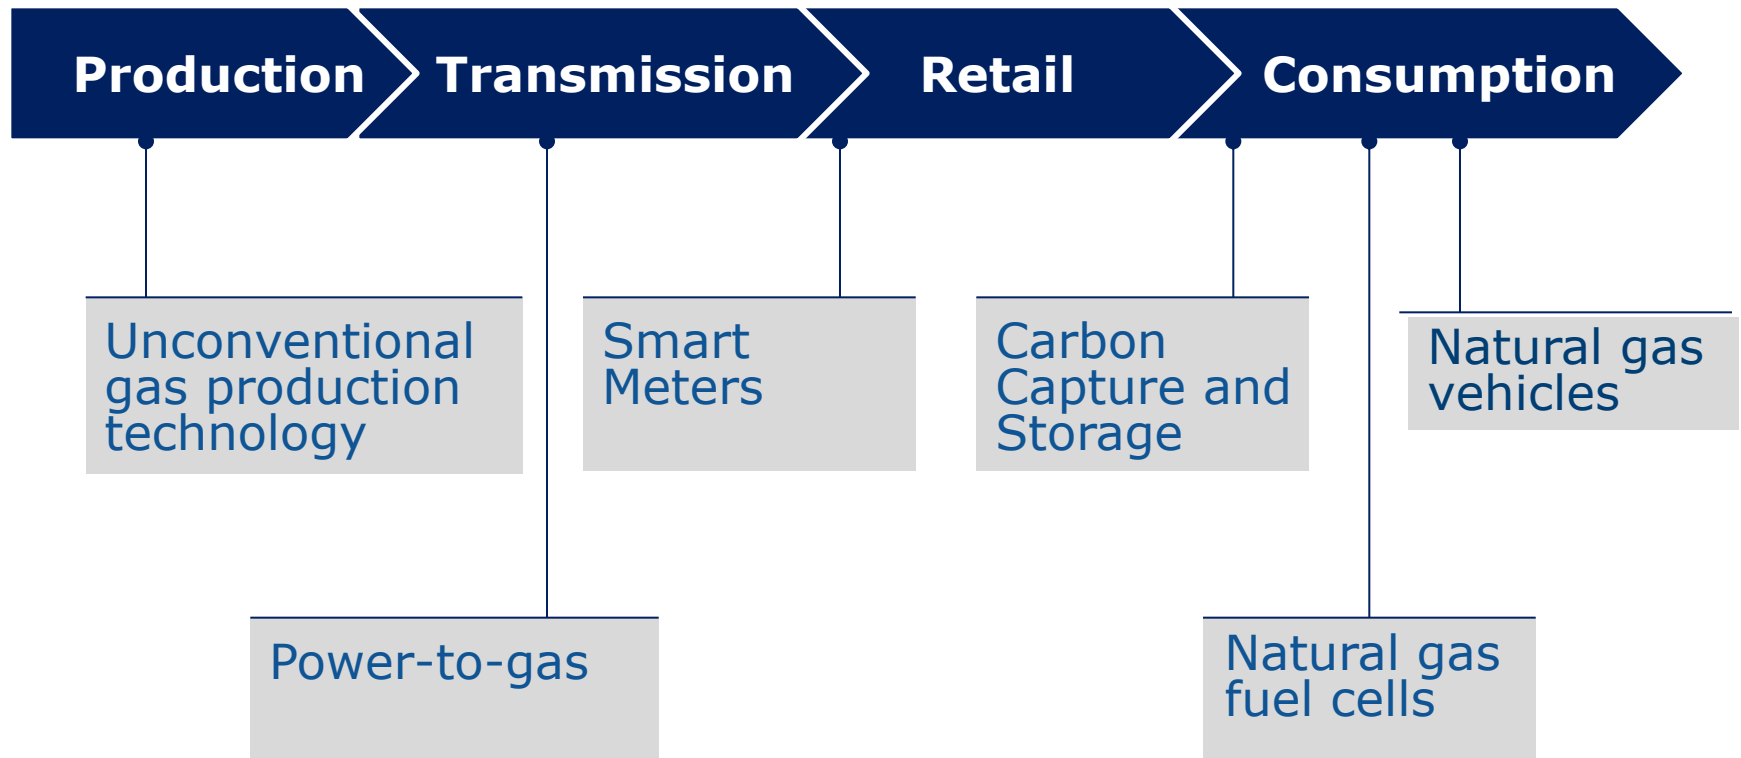 Production
Transmission
Retail
Consumption
Unconventional
gas production
technology
Smart
Meters
Carbon
Capture and
Storage
Natural gas
vehicles
Power-to-gas
Natural gas
fuel cells